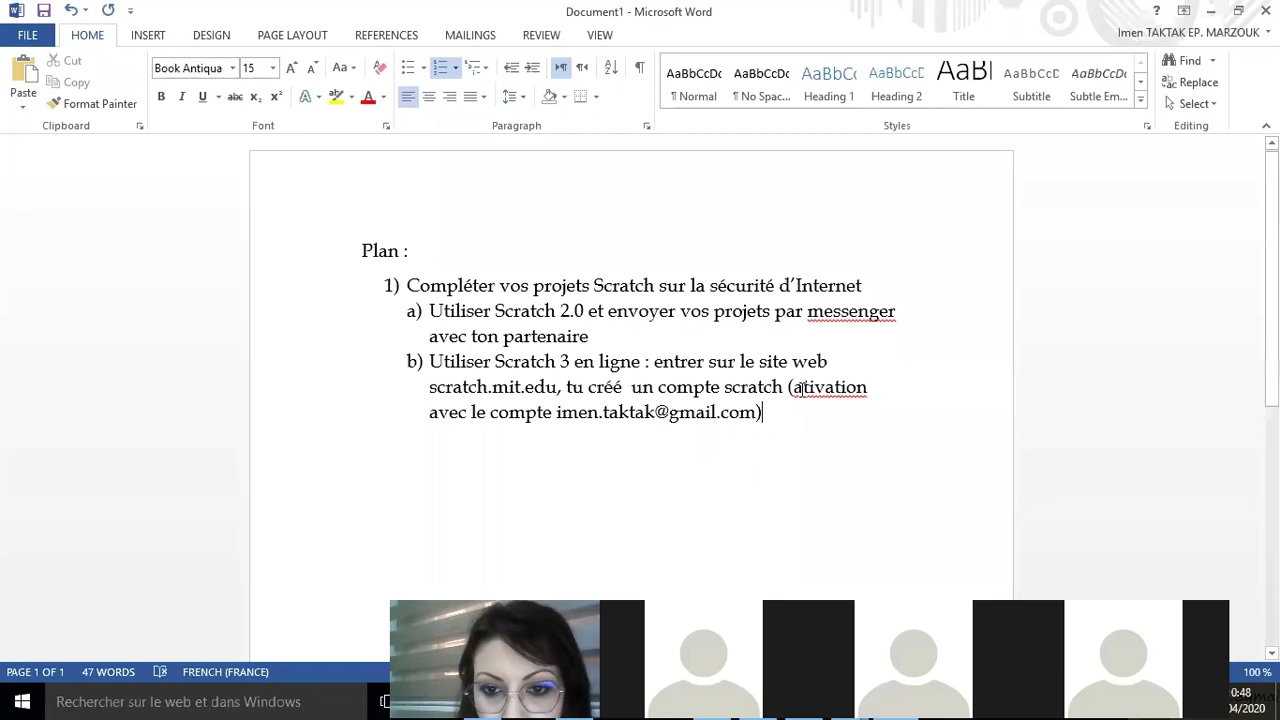 Document1 - Microsoft Word
FILE HOME INSERT DESIGN PAGE LAYOUT REFERENCES MAILINGS REVIEW VIEW
Imen TAKTAK EP. MARZOUK
Paste
Cut
Copy
Format Painter
Clipboard
Book Antiqua 15
Font
Paragraph
AaBbCcDc AaBbCcDc AaBbCc AaBbCcDc AaBl AaBbCcDc AaBbCcDc
¶ Normal ¶ No Spac... Heading 1 Heading 2 Title Subtitle Subtle Em...
Styles
Find
Replace
Select
Editing
Plan :
1) Compléter vos projets Scratch sur la sécurité d’Internet
a) Utiliser Scratch 2.0 et envoyer vos projets par messenger
avec ton partenaire
b) Utiliser Scratch 3 en ligne : entrer sur le site web
scratch.mit.edu, tu créé un compte scratch (ativation
avec le compte imen.taktak@gmail.com)
PAGE 1 OF 1 47 WORDS FRENCH (FRANCE)
100 %
Rechercher sur le web et dans Windows
0:48
04/2020